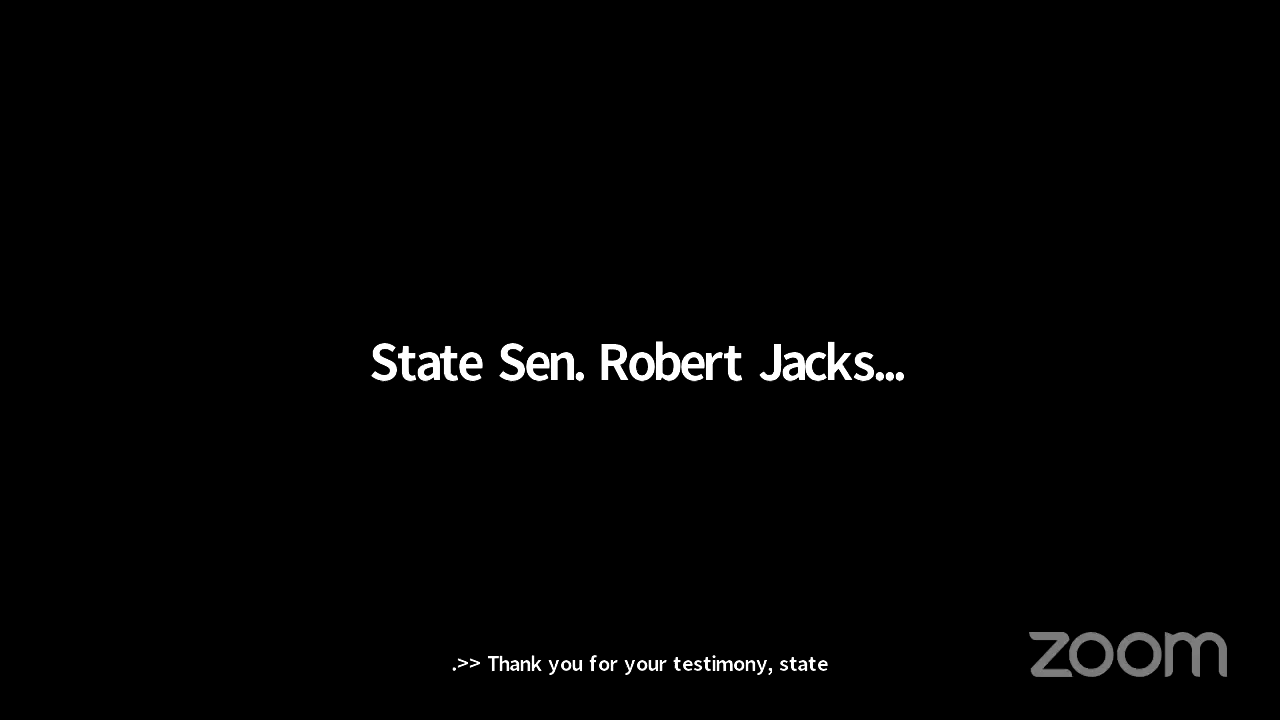 State Sen. Robert Jacks...
.>> Thank you for your testimony, state
zoom